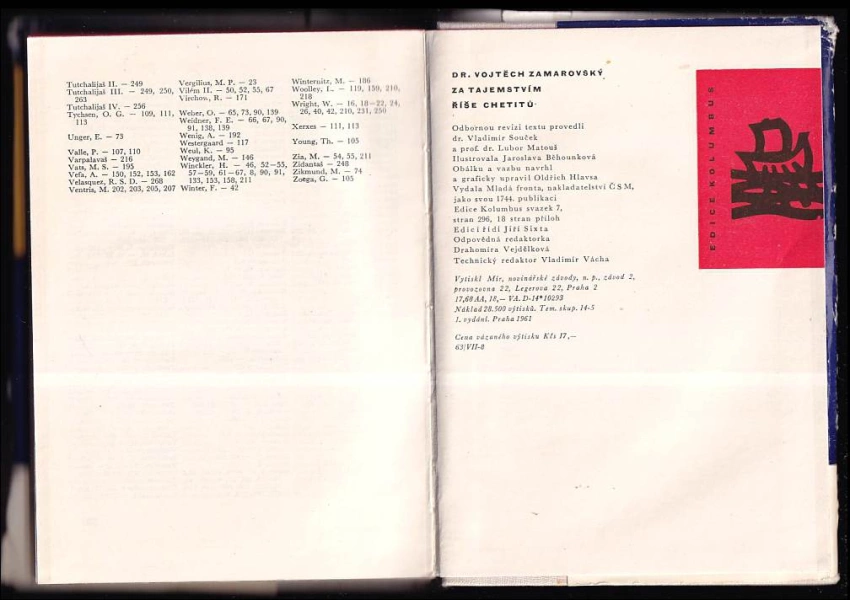 Tutchalijaš II. — 249
Tutchalijaš III. — 249, 250,
263
Tutchalijaš IV. — 256
Tychsen, O. G. — 109, 111,
113
Unger, E. — 73
Valle, P. — 107, 110
Varpalavaš — 216
Vats, M. S. — 195
Veľa, A. — 150, 152, 153, 162
Velasquez, R. S. D. — 268
Ventris, M. 202, 203, 205, 207
Vergilius, M. P. — 23
Vilém II. — 50, 52, 55, 67
Virchow, R. — 171
Weber, O. — 65, 73, 90, 139
Weidner, F. E. — 66, 67, 90,
91, 138, 139
Wenig, A. — 192
Westergaard — 117
Weul, K. — 95
Weygand, M. — 146
Winckler, H. — 46, 52—55,
57—59, 61—67, 8, 90, 91,
133, 153, 158, 211
Winter, F. — 42
Winternitz, M. — 186
Woolley, L. — 119, 150, 210,
218
Wright, W. — 16, 18—22, 24,
26, 40, 42, 210, 231, 250
Xerxes — 111, 113
Young, Th. — 105
Zia, M. — 54, 55, 211
Zidantaš — 248
Zikmund, M. — 74
Zoega, G. — 105
DR. VOJTĚCH ZAMAROVSKÝ
ZA TAJEMSTVÍM
ŘÍŠE CHETITŮ
Odbornou revizi textu provedli
dr. Vladimír Souček
a prof. dr. Lubor Matouš
Ilustrovala Jaroslava Běhounková
Obálku a vazbu navrhl
a graficky upravil Oldřich Hlavsa
Vydala Mladá fronta, nakladatelství ČSM,
jako svou 1744. publikaci
Edice Kolumbus svazek 7,
stran 296, 18 stran příloh
Edici řídí Jiří Sixta
Odpovědná redaktorka
Drahomíra Vejdělková
Technický redaktor Vladimír Vácha
Vytiskl Mír, novinářské závody, n. p., závod 2,
provozovna 22, Legerova 22, Praha 2
17,68 AA, 18,— VA. D-14*10293
Náklad 28.500 výtisků. Tem. skup. 14-5
1. vydání. Praha 1961
Cena vázaného výtisku Kčs 17,—
63/VII-8
EDICE KOLUMBUS